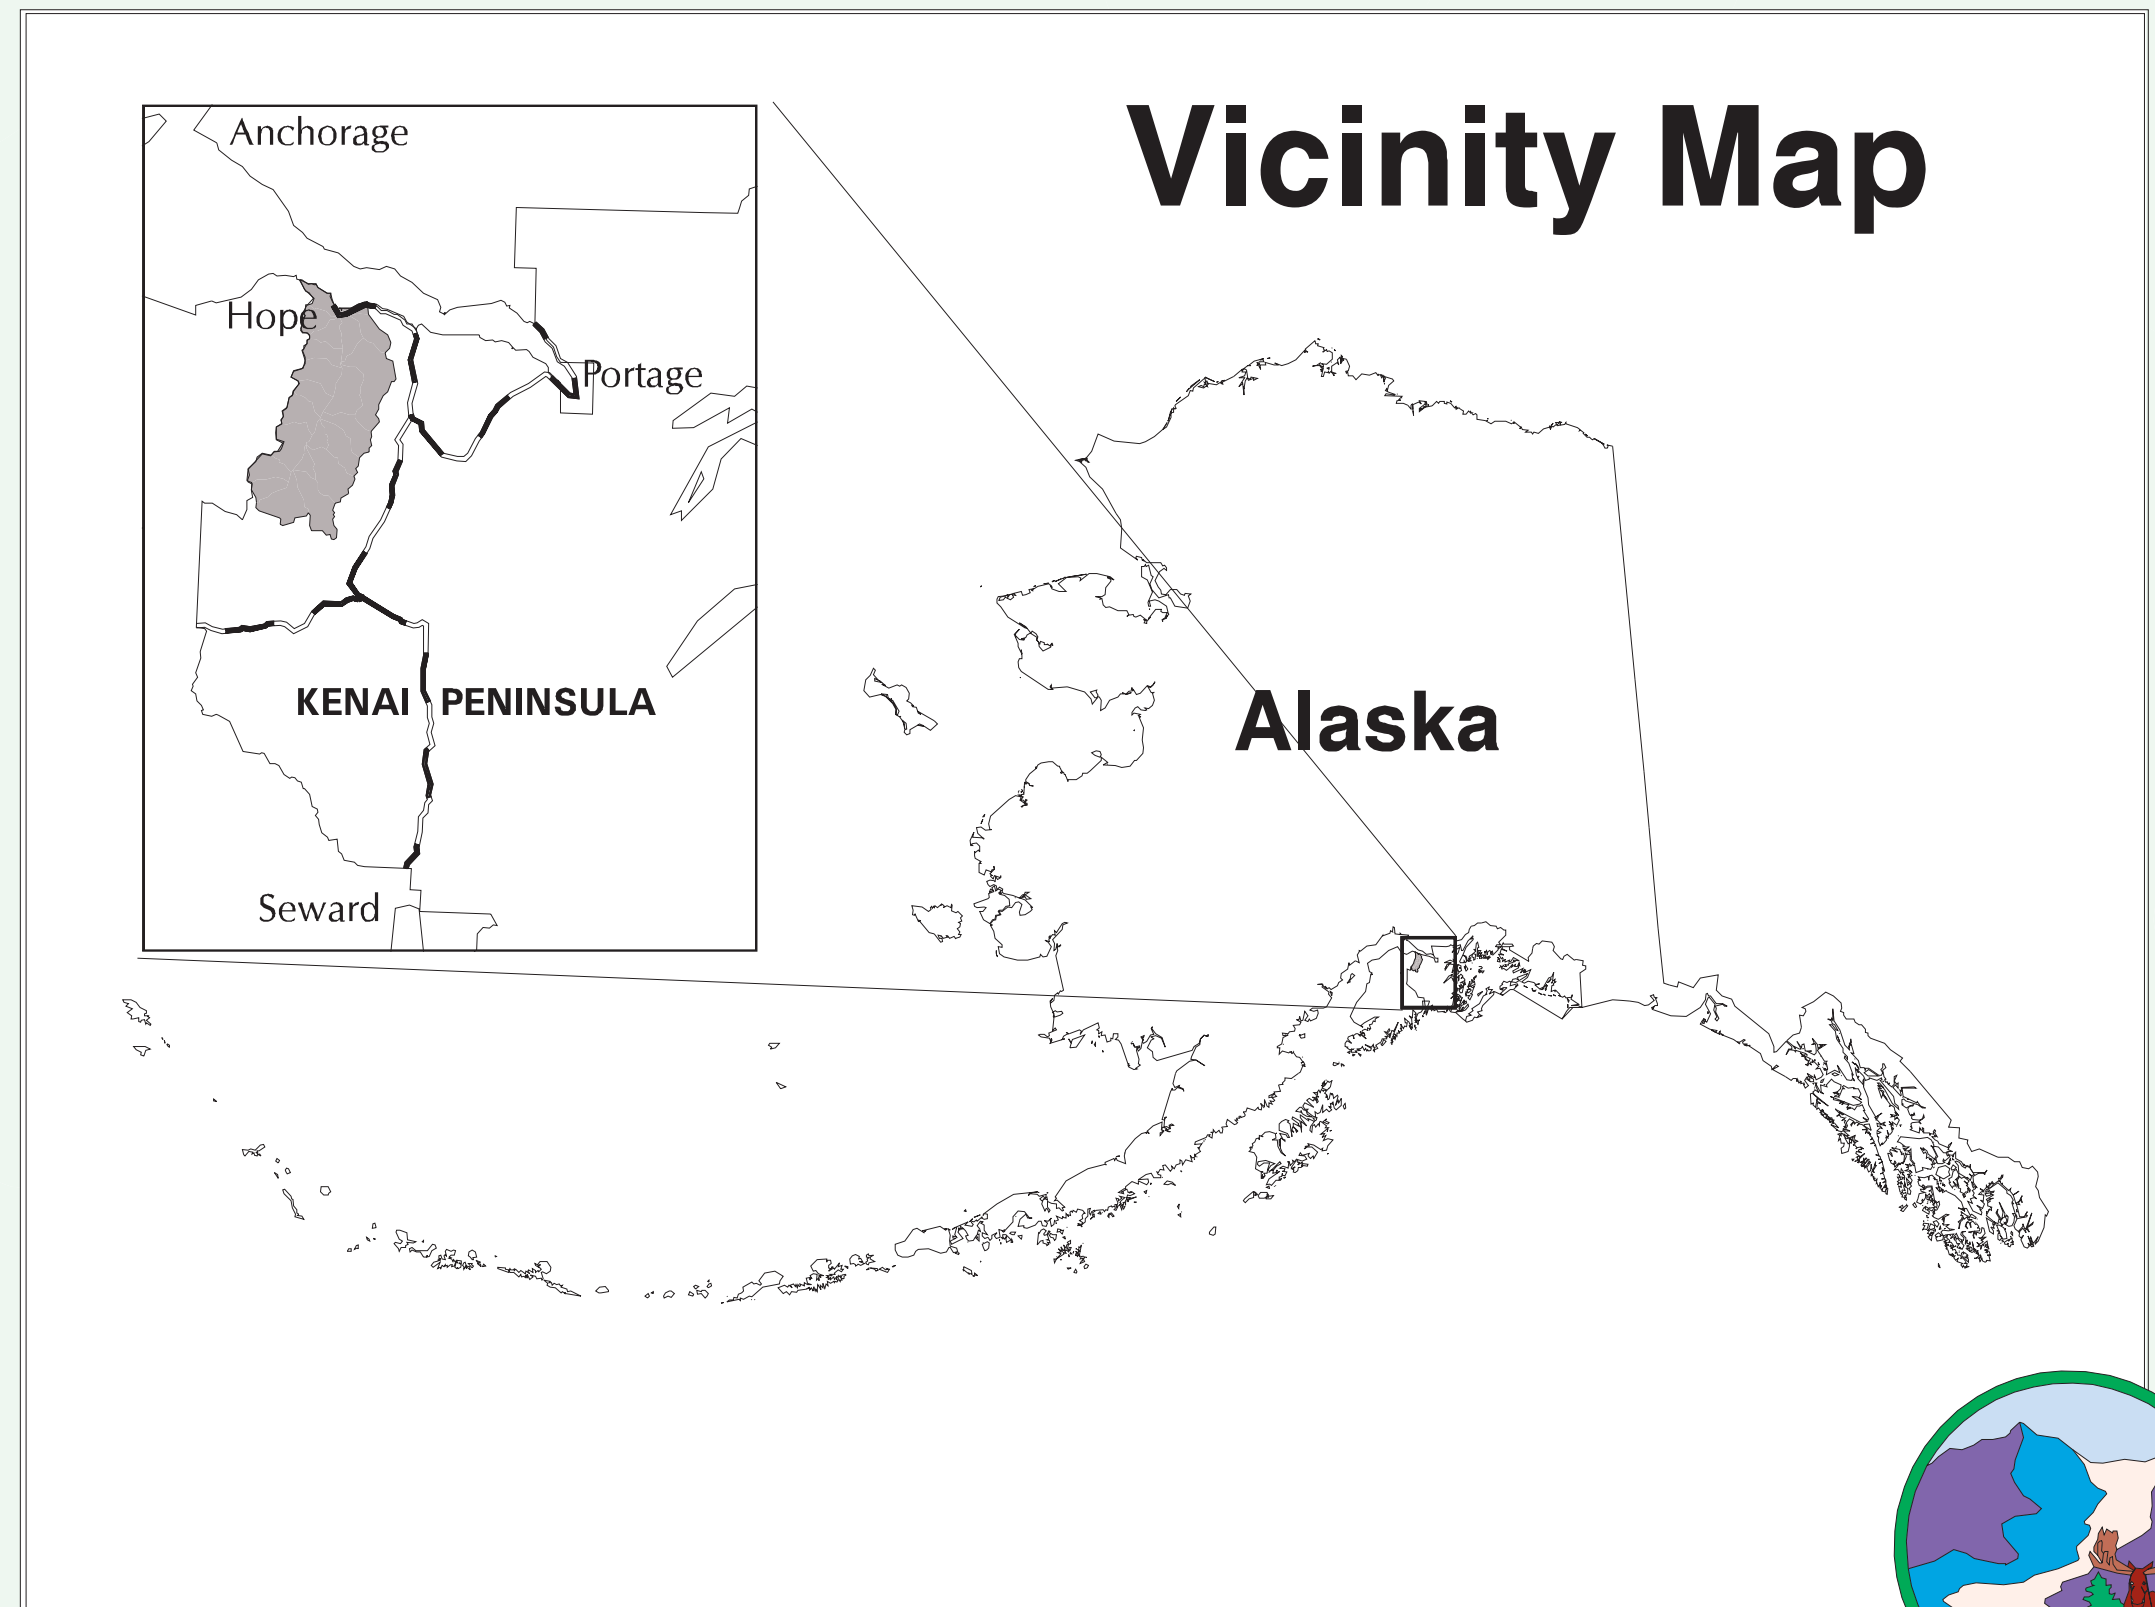 Vicinity Map
Anchorage
Hope
Portage
KENAI PENINSULA
Seward
Alaska